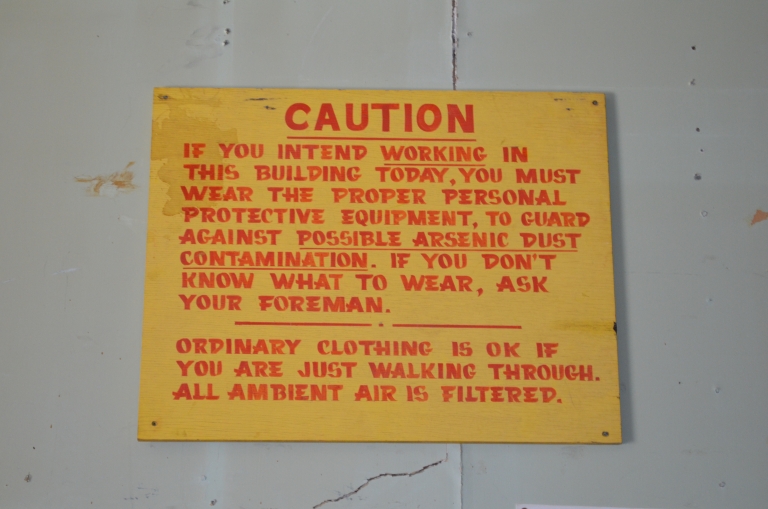 CAUTION
IF YOU INTEND WORKING IN
THIS BUILDING TODAY, YOU MUST
WEAR THE PROPER PERSONAL
PROTECTIVE EQUIPMENT, TO GUARD
AGAINST POSSIBLE ARSENIC DUST
CONTAMINATION. IF YOU DON'T
KNOW WHAT TO WEAR, ASK
YOUR FOREMAN.
ORDINARY CLOTHING IS OK IF
YOU ARE JUST WALKING THROUGH.
ALL AMBIENT AIR IS FILTERED.